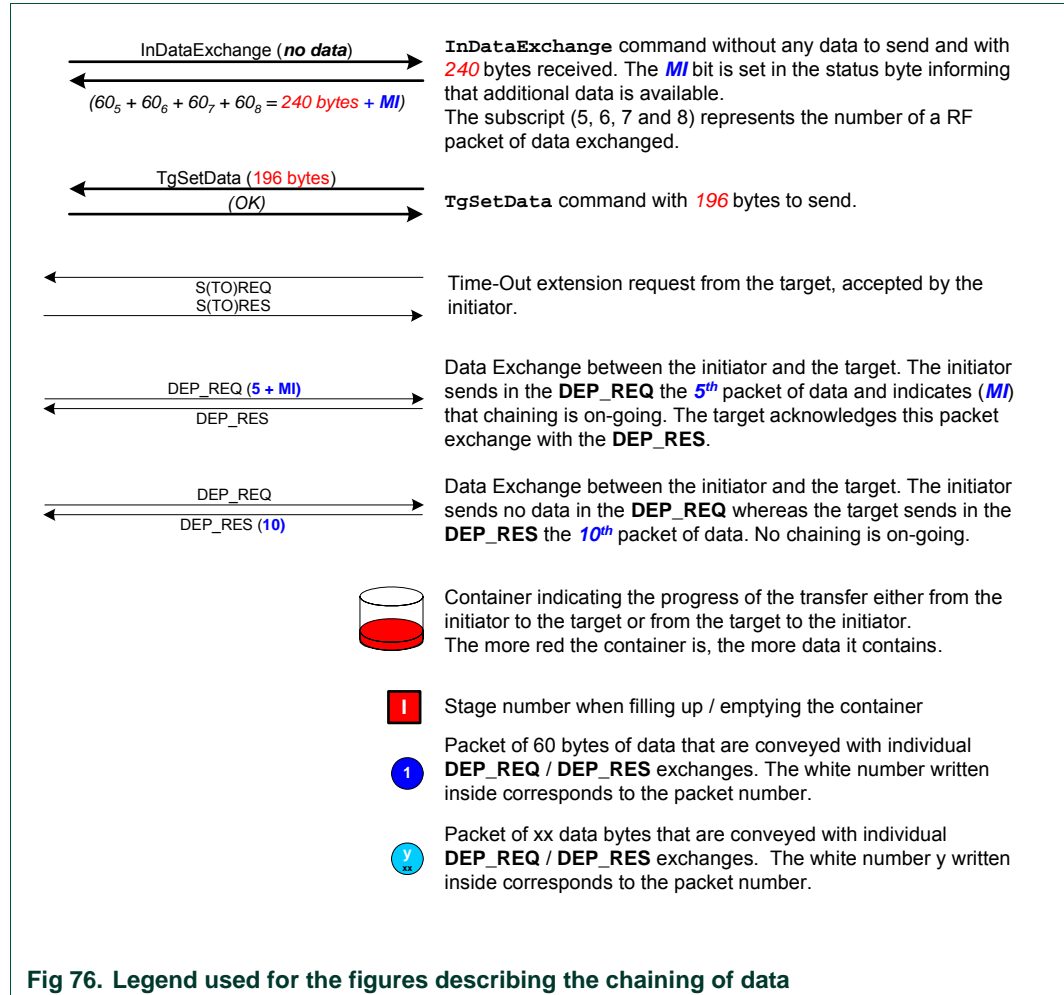 InDataExchange (no data)
(60₅ + 60₆ + 60₇ + 60₈ = 240 bytes + MI)
InDataExchange command without any data to send and with
240 bytes received. The MI bit is set in the status byte informing
that additional data is available.
The subscript (5, 6, 7 and 8) represents the number of a RF
packet of data exchanged.
TgSetData (196 bytes)
(OK)
TgSetData command with 196 bytes to send.
S(TO)REQ
S(TO)RES
Time-Out extension request from the target, accepted by the
initiator.
DEP_REQ (5 + MI)
DEP_RES
Data Exchange between the initiator and the target. The initiator
sends in the DEP_REQ the 5th packet of data and indicates (MI)
that chaining is on-going. The target acknowledges this packet
exchange with the DEP_RES.
DEP_REQ
DEP_RES (10)
Data Exchange between the initiator and the target. The initiator
sends no data in the DEP_REQ whereas the target sends in the
DEP_RES the 10th packet of data. No chaining is on-going.
Container indicating the progress of the transfer either from the
initiator to the target or from the target to the initiator.
The more red the container is, the more data it contains.
I
Stage number when filling up / emptying the container
1
Packet of 60 bytes of data that are conveyed with individual
DEP_REQ / DEP_RES exchanges. The white number written
inside corresponds to the packet number.
y
xx
Packet of xx data bytes that are conveyed with individual
DEP_REQ / DEP_RES exchanges. The white number y written
inside corresponds to the packet number.
Fig 76. Legend used for the figures describing the chaining of data